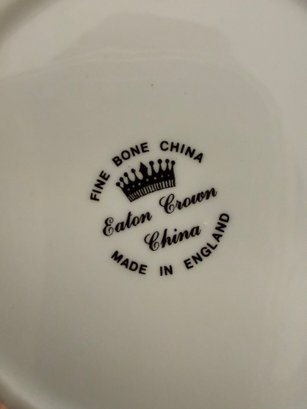 FINE BONE CHINA
Eaton Crown
China
MADE IN ENGLAND